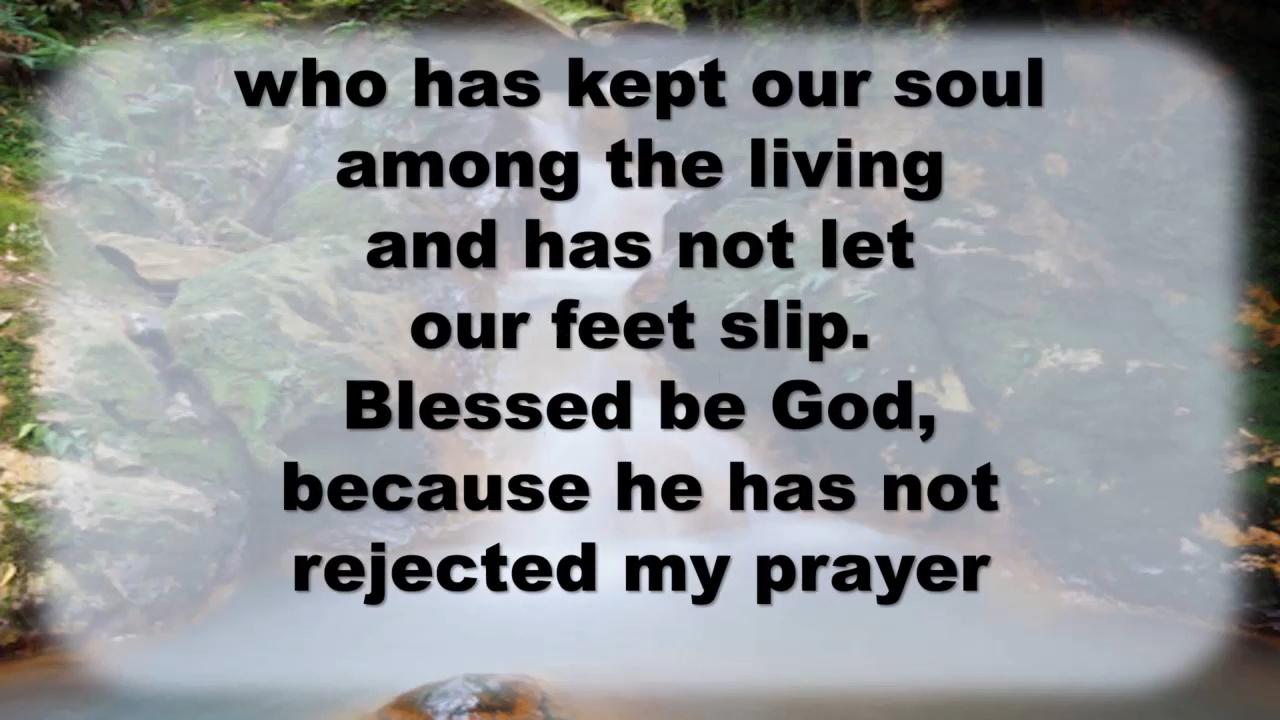 who has kept our soul
among the living
and has not let
our feet slip.
Blessed be God,
because he has not
rejected my prayer